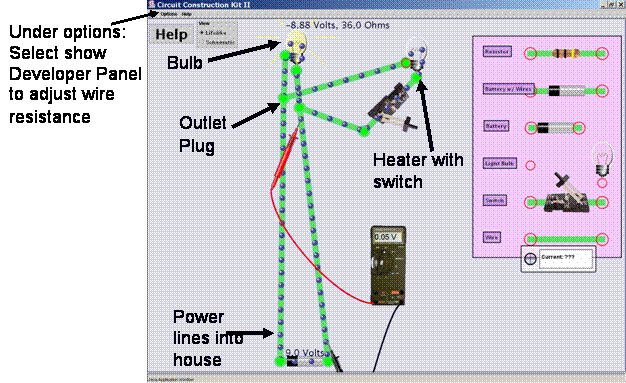 Circuit Construction Kit II
Options Help
Help
View
Lifelike
Schematic
-8.88 Volts, 36.0 Ohms
Under options:
Select show
Developer Panel
to adjust wire
resistance
Bulb
Outlet
Plug
Heater with
switch
Power
lines into
house
0.05 V
9.0 Volts
Resistor
Battery w/ Wires
Battery
Light Bulb
Switch
Wire
Current: ???